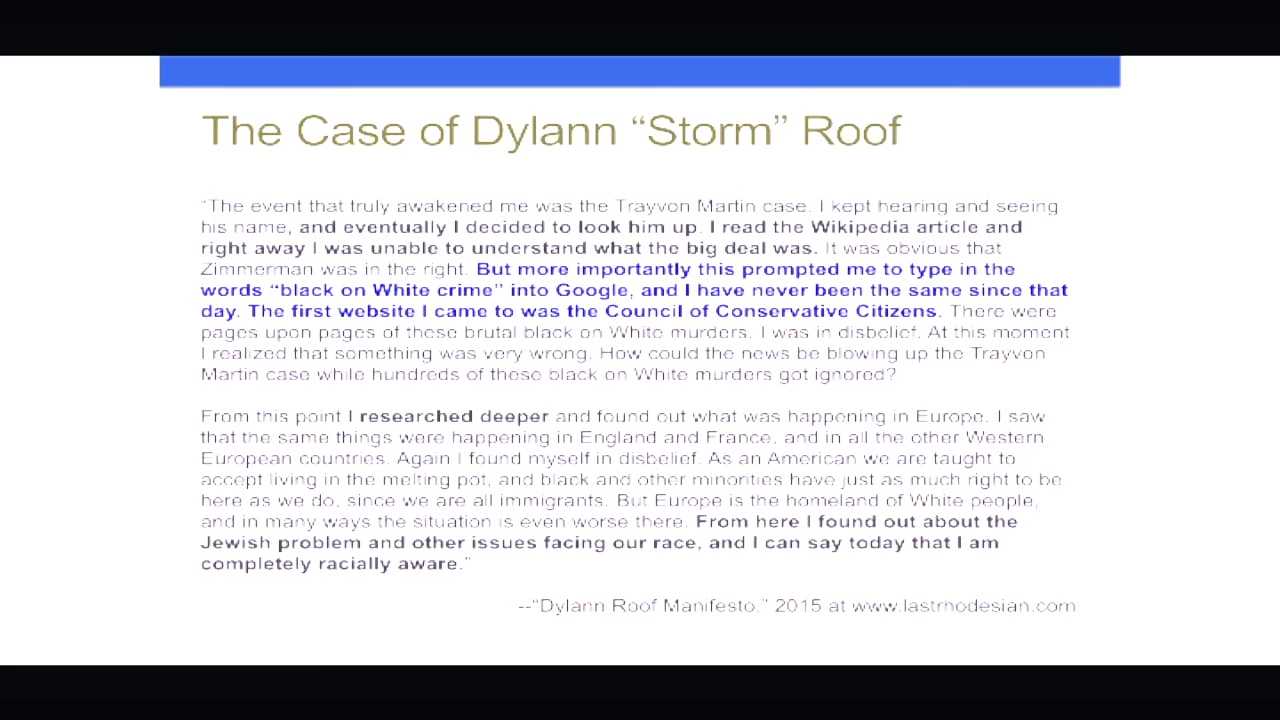 The Case of Dylann “Storm” Roof
“The event that truly awakened me was the Trayvon Martin case. I kept hearing and seeing
his name, and eventually I decided to look him up. I read the Wikipedia article and
right away I was unable to understand what the big deal was. It was obvious that
Zimmerman was in the right. But more importantly this prompted me to type in the
words “black on White crime” into Google, and I have never been the same since that
day. The first website I came to was the Council of Conservative Citizens. There were
pages upon pages of these brutal black on White murders. I was in disbelief. At this moment
I realized that something was very wrong. How could the news be blowing up the Trayvon
Martin case while hundreds of these black on White murders got ignored?
From this point I researched deeper and found out what was happening in Europe. I saw
that the same things were happening in England and France, and in all the other Western
European countries. Again I found myself in disbelief. As an American we are taught to
accept living in the melting pot, and black and other minorities have just as much right to be
here as we do, since we are all immigrants. But Europe is the homeland of White people,
and in many ways the situation is even worse there. From here I found out about the
Jewish problem and other issues facing our race, and I can say today that I am
completely racially aware.”
--“Dylann Roof Manifesto,” 2015 at www.lastrhodesian.com